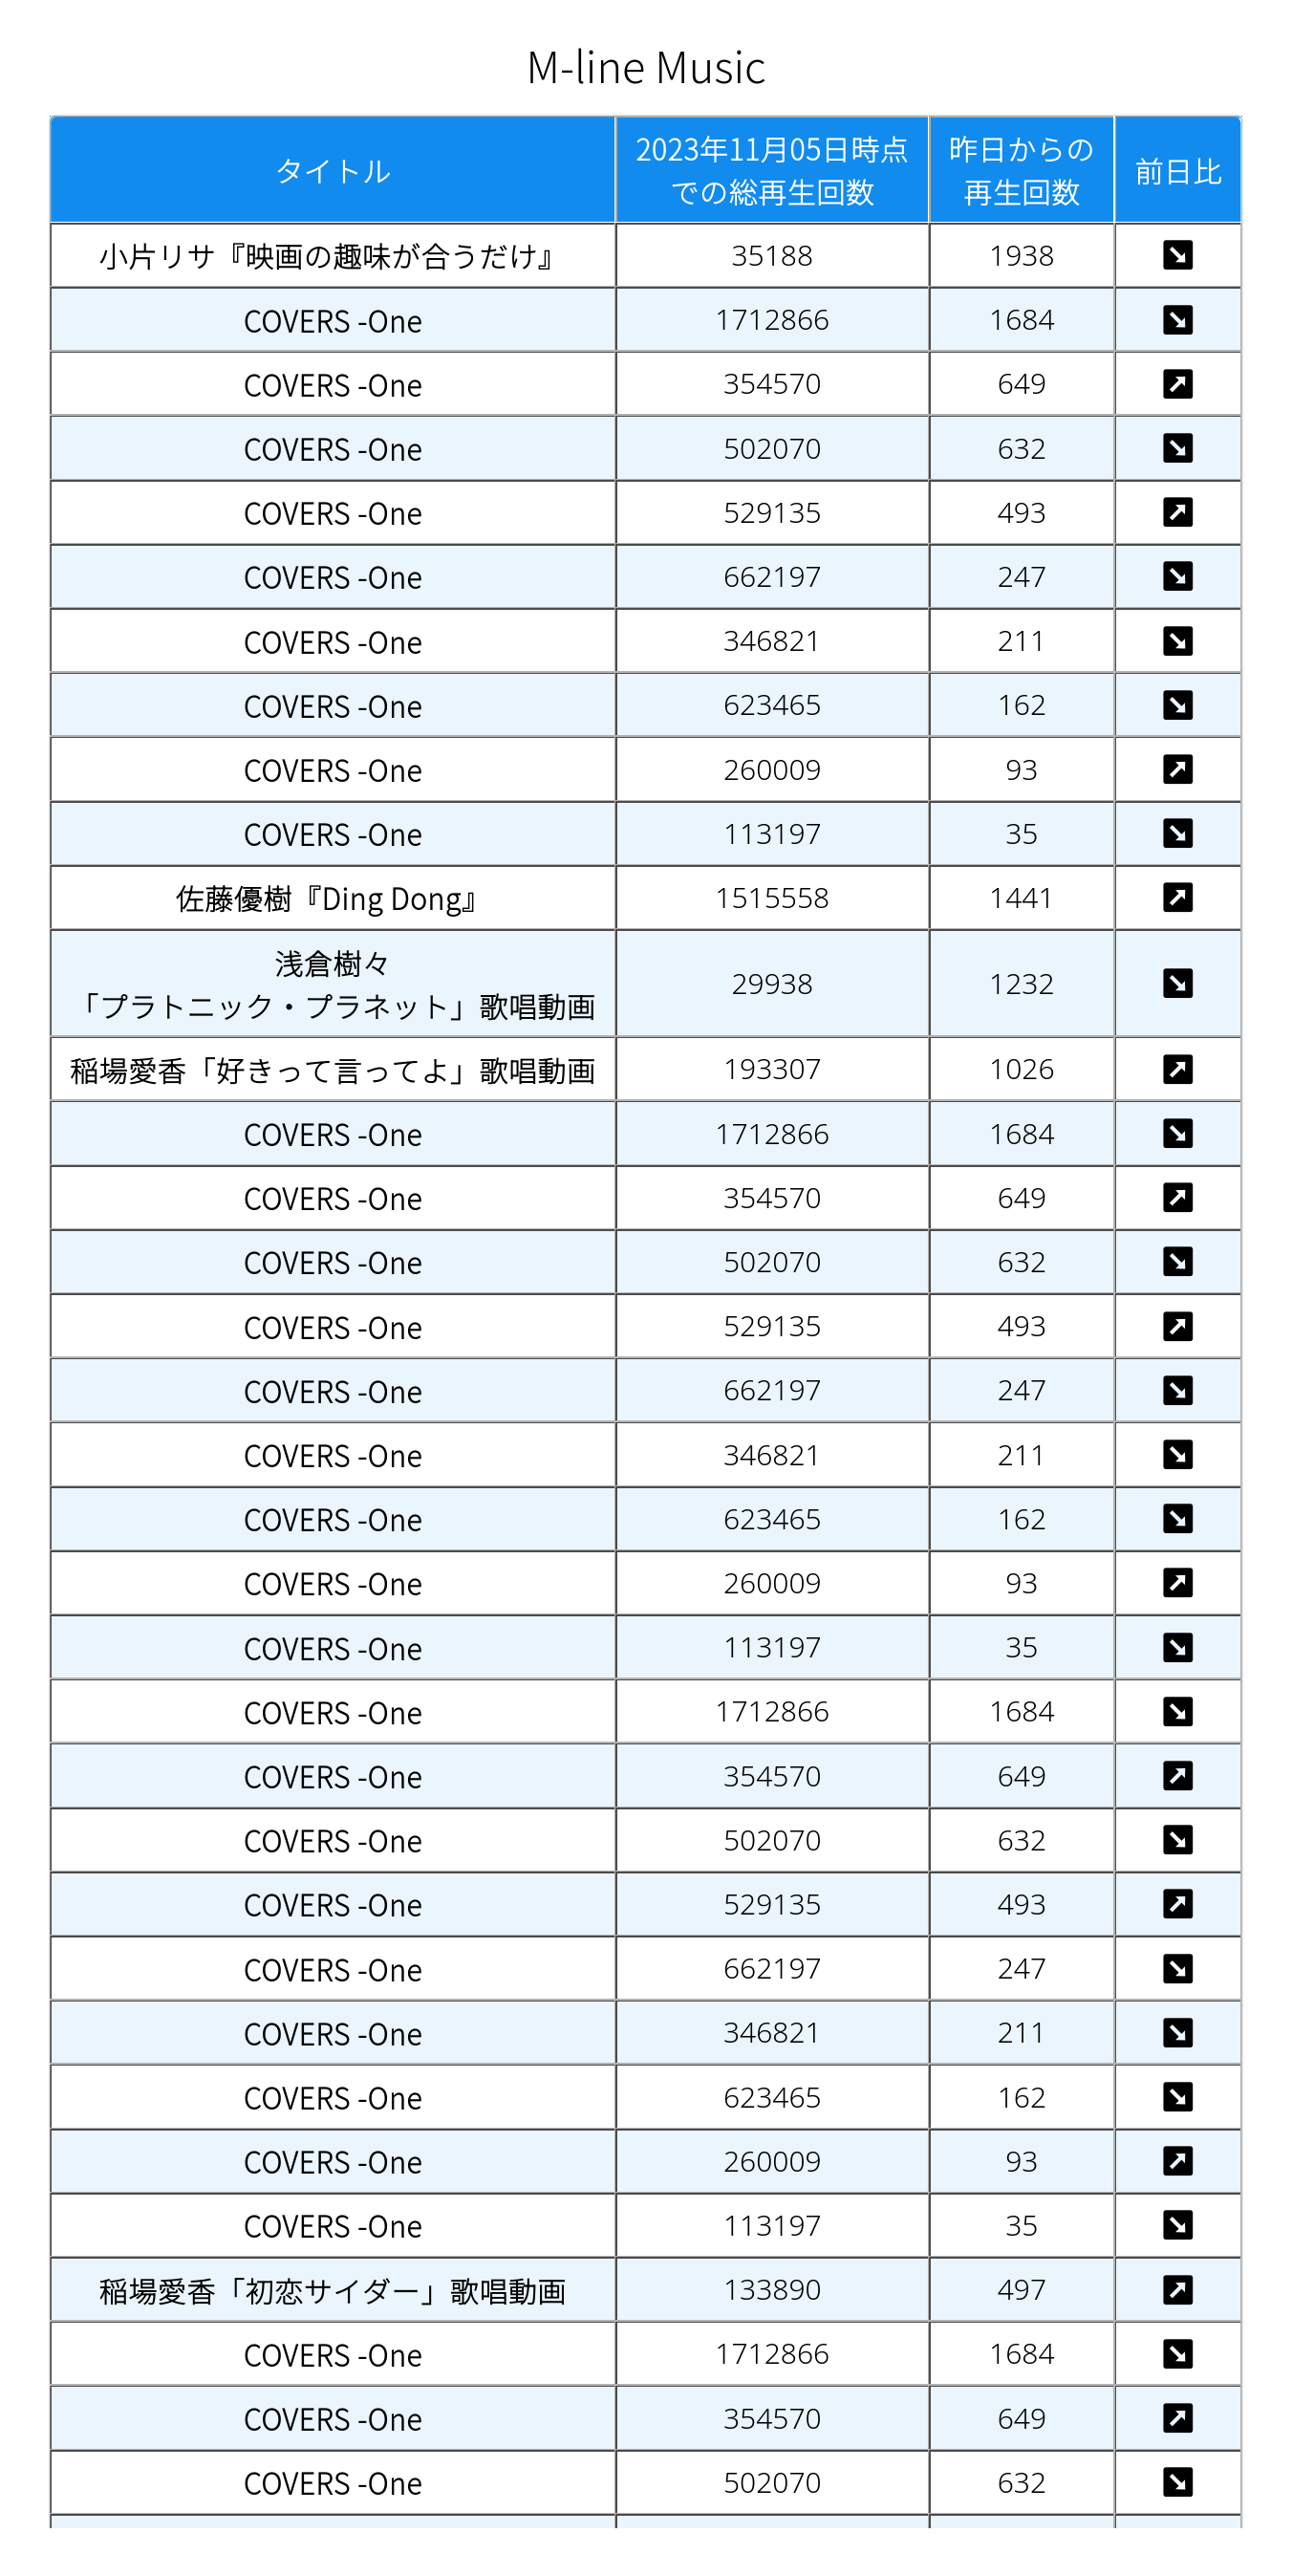 M-line Music
タイトル 2023年11月05日時点 昨日からの 前日比
での総再生回数 再生回数
小片リサ『映画の趣味が合うだけ』 35188 1938
COVERS -One 1712866 1684
COVERS -One 354570 649
COVERS -One 502070 632
COVERS -One 529135 493
COVERS -One 662197 247
COVERS -One 346821 211
COVERS -One 623465 162
COVERS -One 260009 93
COVERS -One 113197 35
佐藤優樹『Ding Dong』 1515558 1441
浅倉樹々
「プラトニック・プラネット」歌唱動画 29938 1232
稲場愛香「好きって言ってよ」歌唱動画 193307 1026
COVERS -One 1712866 1684
COVERS -One 354570 649
COVERS -One 502070 632
COVERS -One 529135 493
COVERS -One 662197 247
COVERS -One 346821 211
COVERS -One 623465 162
COVERS -One 260009 93
COVERS -One 113197 35
COVERS -One 1712866 1684
COVERS -One 354570 649
COVERS -One 502070 632
COVERS -One 529135 493
COVERS -One 662197 247
COVERS -One 346821 211
COVERS -One 623465 162
COVERS -One 260009 93
COVERS -One 113197 35
稲場愛香「初恋サイダー」歌唱動画 133890 497
COVERS -One 1712866 1684
COVERS -One 354570 649
COVERS -One 502070 632